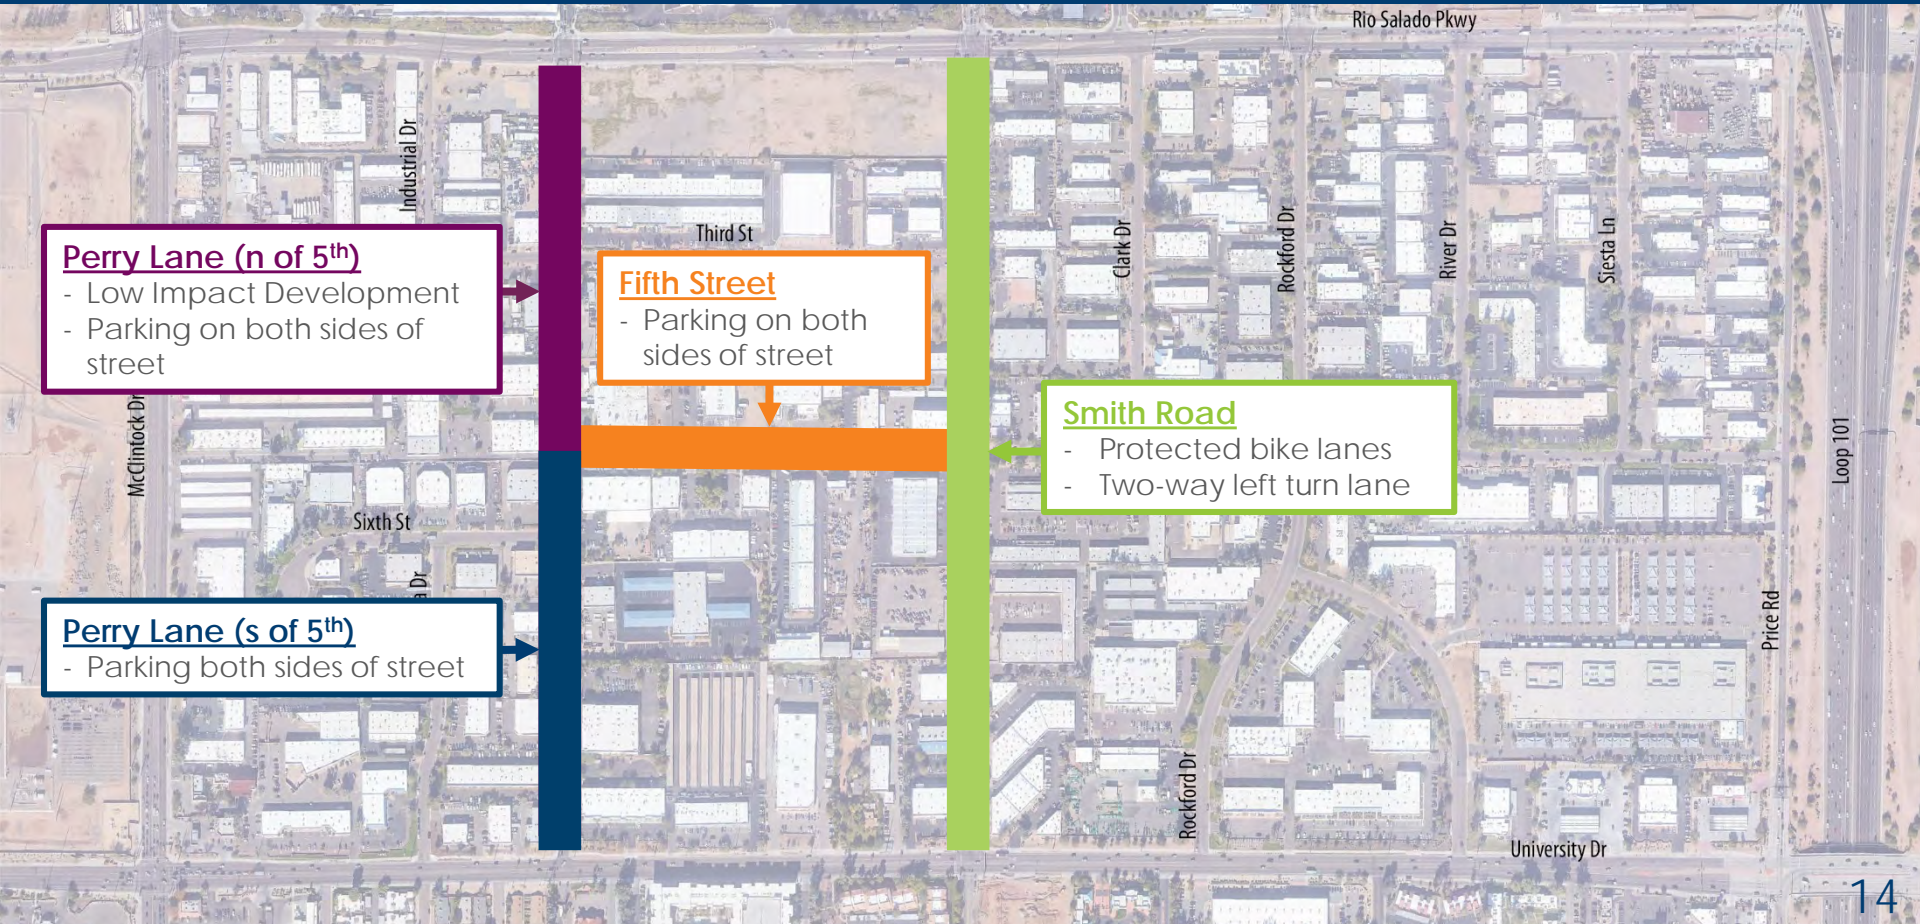 Rio Salado Pkwy
Industrial Dr
Perry Lane (n of 5th)
- Low Impact Development
- Parking on both sides of
street
Third St
Fifth Street
- Parking on both
sides of street
Clark Dr
Rockford Dr
River Dr
Siesta Ln
McClintock Dr
Smith Road
- Protected bike lanes
- Two-way left turn lane
Loop 101
Sixth St
a Dr
Perry Lane (s of 5th)
- Parking both sides of street
Price Rd
Rockford Dr
University Dr
14